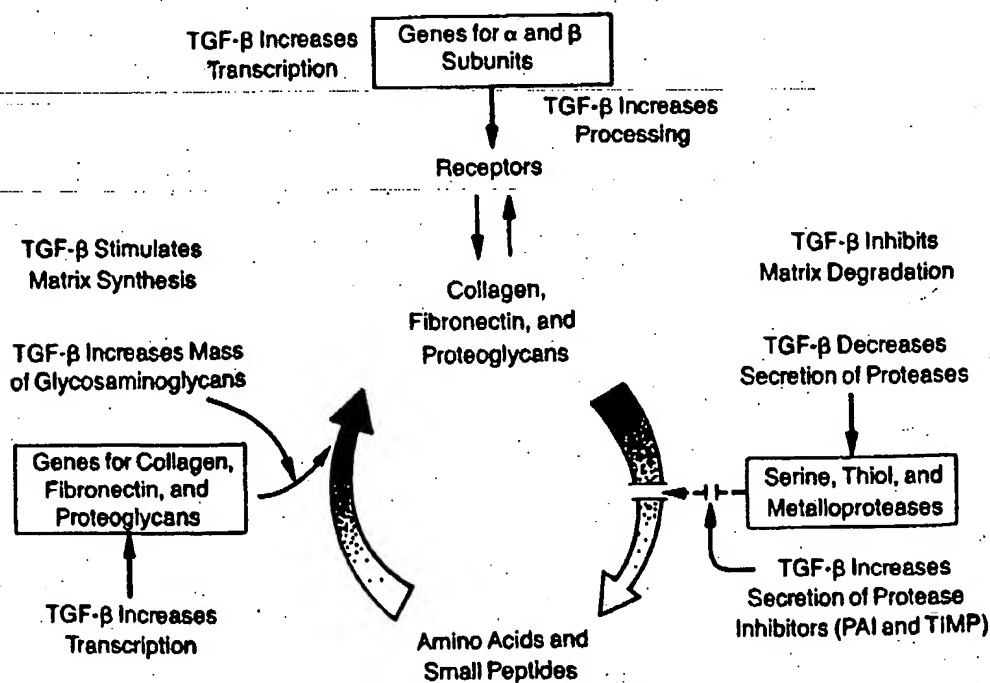 TGF-β Increases
Transcription
Genes for α and β
Subunits
TGF-β Increases
Processing
Receptors
TGF-β Stimulates
Matrix Synthesis
TGF-β Inhibits
Matrix Degradation
Collagen,
Fibronectin, and
Proteoglycans
TGF-β Increases Mass
of Glycosaminoglycans
TGF-β Decreases
Secretion of Proteases
Genes for Collagen,
Fibronectin, and
Proteoglycans
Serine, Thiol, and
Metalloproteases
TGF-β Increases
Transcription
TGF-β Increases
Secretion of Protease
Inhibitors (PAI and TIMP)
Amino Acids and
Small Peptides